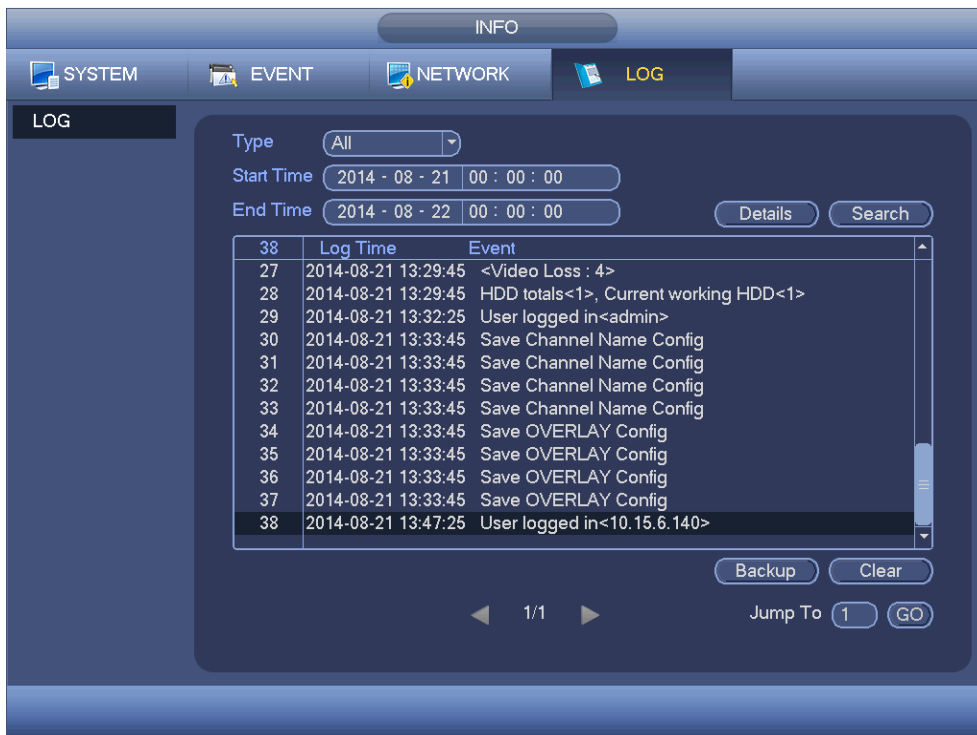 INFO
SYSTEM EVENT NETWORK LOG
LOG
Type All
Start Time 2014 - 08 - 21 00 : 00 : 00
End Time 2014 - 08 - 22 00 : 00 : 00 Details Search
38 Log Time Event
27 2014-08-21 13:29:45 <Video Loss : 4>
28 2014-08-21 13:29:45 HDD totals<1>, Current working HDD<1>
29 2014-08-21 13:32:25 User logged in<admin>
30 2014-08-21 13:33:45 Save Channel Name Config
31 2014-08-21 13:33:45 Save Channel Name Config
32 2014-08-21 13:33:45 Save Channel Name Config
33 2014-08-21 13:33:45 Save Channel Name Config
34 2014-08-21 13:33:45 Save OVERLAY Config
35 2014-08-21 13:33:45 Save OVERLAY Config
36 2014-08-21 13:33:45 Save OVERLAY Config
37 2014-08-21 13:33:45 Save OVERLAY Config
38 2014-08-21 13:47:25 User logged in<10.15.6.140>
Backup Clear
1/1 Jump To 1 GO